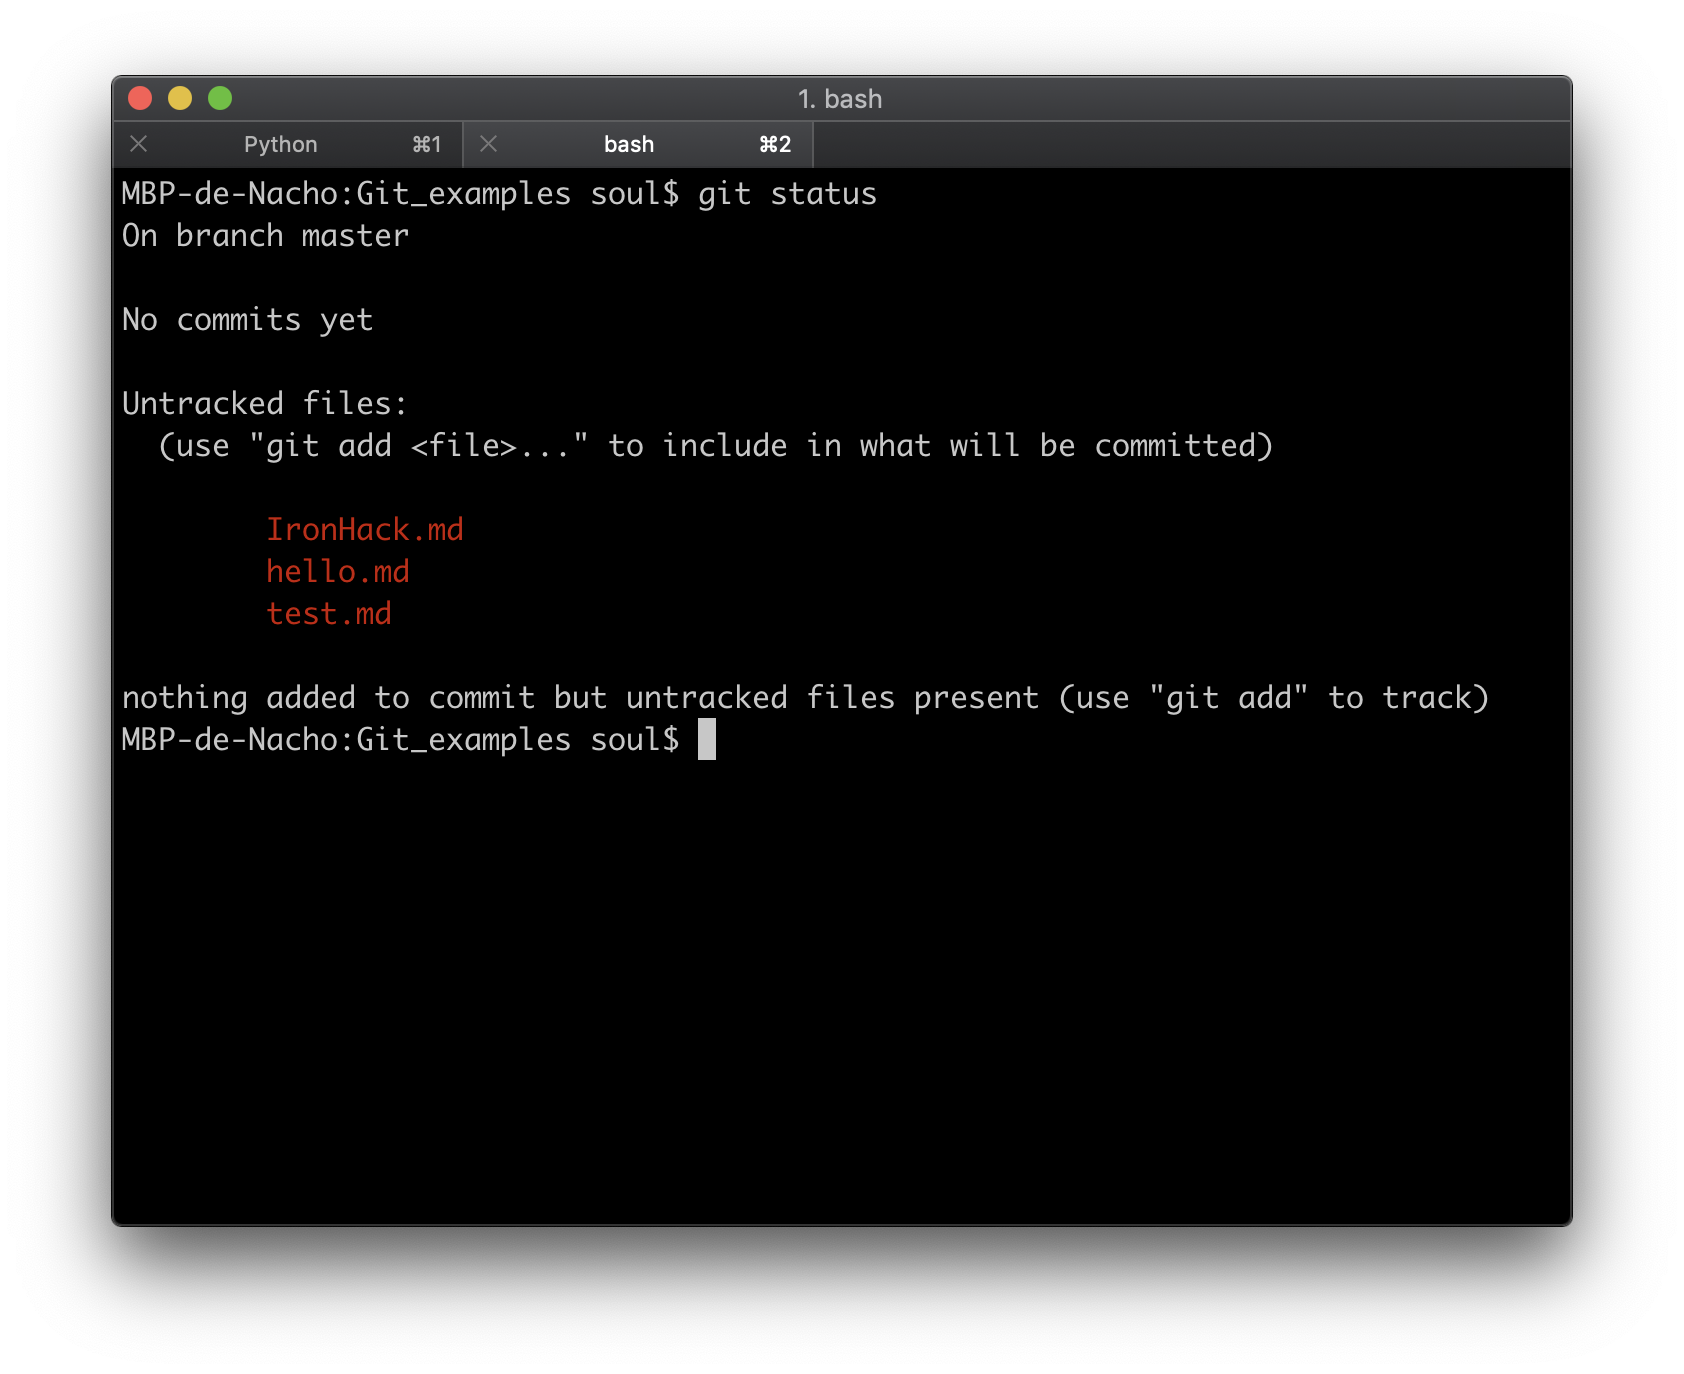 1. bash
Python ⌘1 bash ⌘2
MBP-de-Nacho:Git_examples soul$ git status
On branch master
No commits yet
Untracked files:
  (use "git add <file>..." to include in what will be committed)
        IronHack.md
        hello.md
        test.md
nothing added to commit but untracked files present (use "git add" to track)
MBP-de-Nacho:Git_examples soul$